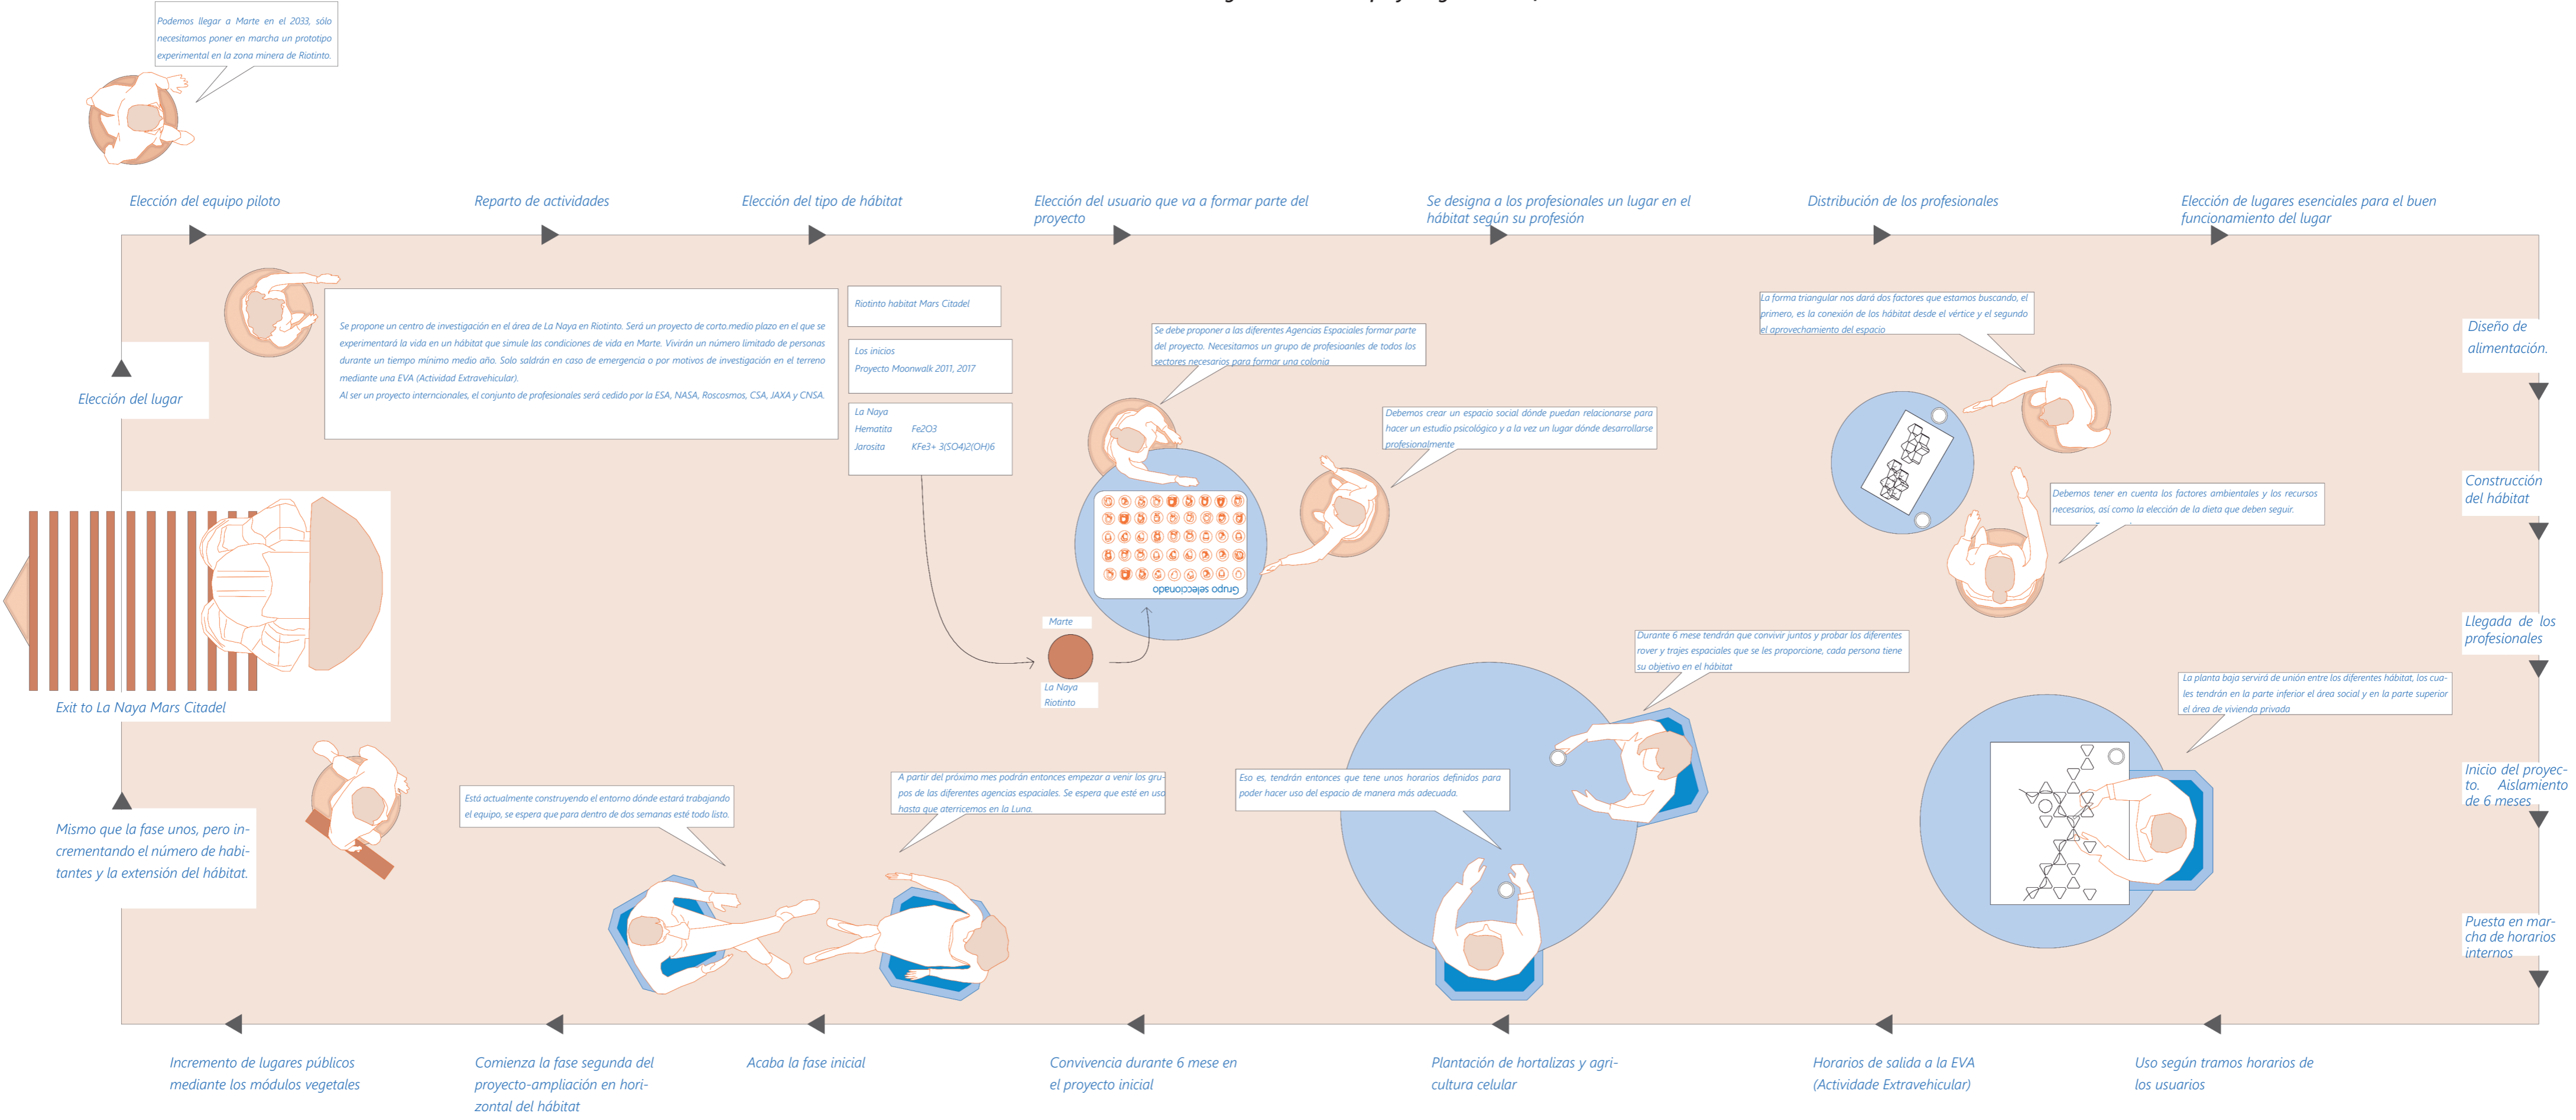 Podemos llegar a Marte en el 2033, sólo
necesitamos poner en marcha un prototipo
experimental en la zona minera de Riotinto.
Elección del equipo piloto
Reparto de actividades
Elección del tipo de hábitat
Elección del usuario que va a formar parte del
proyecto
Se designa a los profesionales un lugar en el
hábitat según su profesión
Distribución de los profesionales
Elección de lugares esenciales para el buen
funcionamiento del lugar
Elección del lugar
Se propone un centro de investigación en el área de La Naya en Riotinto. Será un proyecto de corto.medio plazo en el que se
experimentará la vida en un hábitat que simule las condiciones de vida en Marte. Vivirán un número limitado de personas
durante un tiempo mínimo medio año. Solo saldrán en caso de emergencia o por motivos de investigación en el terreno
mediante una EVA (Actividad Extravehicular).
Al ser un proyecto interncionales, el conjunto de profesionales será cedido por la ESA, NASA, Roscosmos, CSA, JAXA y CNSA.
Riotinto habitat Mars Citadel
Los inicios
Proyecto Moonwalk 2011, 2017
La Naya
Hematita Fe2O3
Jarosita KFe3+ 3(SO4)2(OH)6
Se debe proponer a las diferentes Agencias Espaciales formar parte
del proyecto. Necesitamos un grupo de profesioanles de todos los
sectores necesarios para formar una colonia
Debemos crear un espacio social dónde puedan relacionarse para
hacer un estudio psicológico y a la vez un lugar dónde desarrollarse
profesionalmente
Grupo seleccionado
Marte
La Naya
Riotinto
La forma triangular nos dará dos factores que estamos buscando, el
primero, es la conexión de los hábitat desde el vértice y el segundo
el aprovechamiento del espacio
Debemos tener en cuenta los factores ambientales y los recursos
necesarios, así como la elección de la dieta que deben seguir.
Diseño de
alimentación.
Construcción
del hábitat
Llegada de los
profesionales
Inicio del proyec-
to. Aislamiento
de 6 meses
Puesta en mar-
cha de horarios
internos
Durante 6 mese tendrán que convivir juntos y probar los diferentes
rover y trajes espaciales que se les proporcione, cada persona tiene
su objetivo en el hábitat
La planta baja servirá de unión entre los diferentes hábitat, los cua-
les tendrán en la parte inferior el área social y en la parte superior
el área de vivienda privada
Eso es, tendrán entonces que tene unos horarios definidos para
poder hacer uso del espacio de manera más adecuada.
A partir del próximo mes podrán entonces empezar a venir los gru-
pos de las diferentes agencias espaciales. Se espera que esté en uso
hasta que aterricemos en la Luna.
Está actualmente construyendo el entorno dónde estará trabajando
el equipo, se espera que para dentro de dos semanas esté todo listo.
Exit to La Naya Mars Citadel
Mismo que la fase unos, pero in-
crementando el número de habi-
tantes y la extensión del hábitat.
Incremento de lugares públicos
mediante los módulos vegetales
Comienza la fase segunda del
proyecto-ampliación en hori-
zontal del hábitat
Acaba la fase inicial
Convivencia durante 6 mese en
el proyecto inicial
Plantación de hortalizas y agri-
cultura celular
Horarios de salida a la EVA
(Actividade Extravehicular)
Uso según tramos horarios de
los usuarios